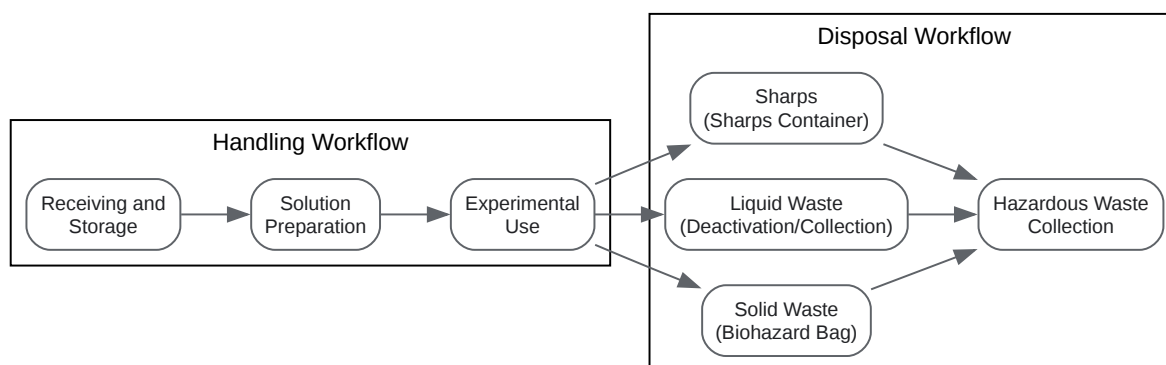 Handling Workflow
Receiving and
Storage
Solution
Preparation
Experimental
Use
Disposal Workflow
Sharps
(Sharps Container)
Liquid Waste
(Deactivation/Collection)
Solid Waste
(Biohazard Bag)
Hazardous Waste
Collection